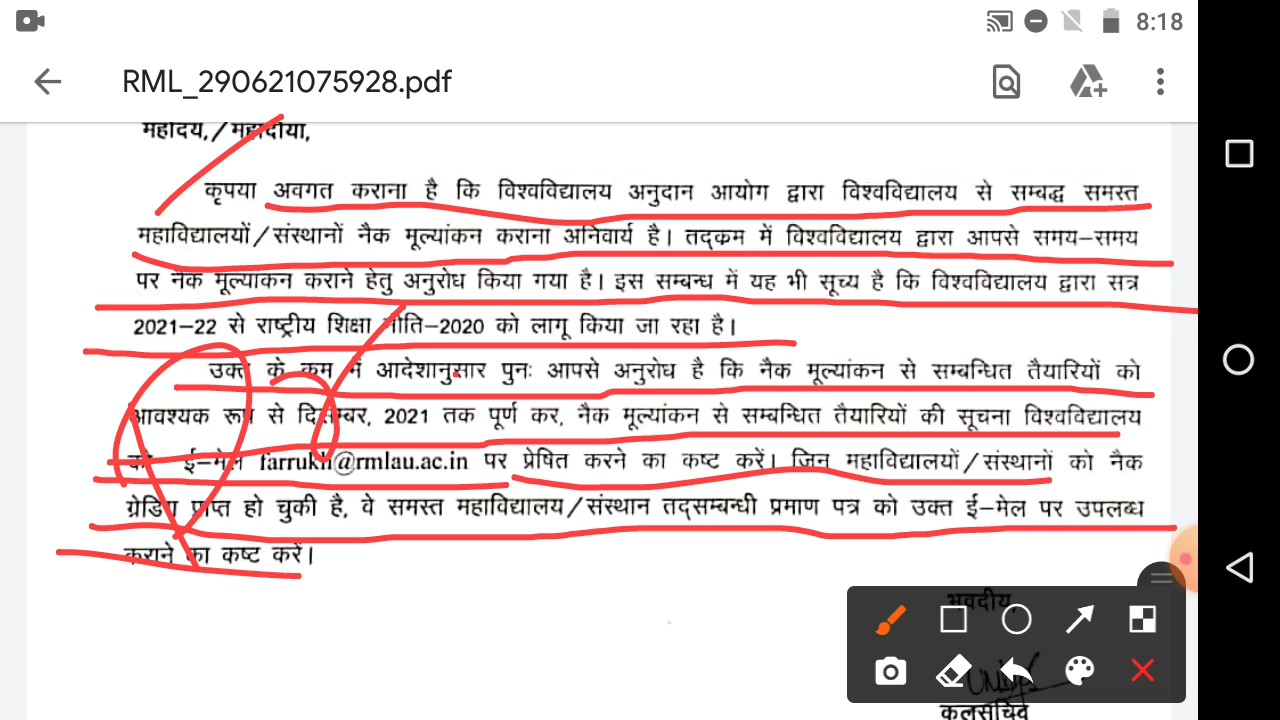 8:18
RML_290621075928.pdf
महोदय,/महोदीया,
कृपया अवगत कराना है कि विश्वविद्यालय अनुदान आयोग द्वारा विश्वविद्यालय से सम्बद्ध समस्त
महाविद्यालयों/संस्थानों नैक मूल्यांकन कराना अनिवार्य है। तद्क्रम में विश्वविद्यालय द्वारा आपसे समय–समय
पर नैक मूल्यांकन कराने हेतु अनुरोध किया गया है। इस सम्बन्ध में यह भी सूच्य है कि विश्वविद्यालय द्वारा सत्र
2021–22 से राष्ट्रीय शिक्षा नीति–2020 को लागू किया जा रहा है।
उक्त के क्रम में आदेशानुसार पुनः आपसे अनुरोध है कि नैक मूल्यांकन से सम्बन्धित तैयारियों को
आवश्यक रूप से दिसम्बर, 2021 तक पूर्ण कर, नैक मूल्यांकन से सम्बन्धित तैयारियों की सूचना विश्वविद्यालय
ई–मेल farrukh@rmlau.ac.in पर प्रेषित करने का कष्ट करें। जिन महाविद्यालयों/संस्थानों को नैक
ग्रेडिंग प्राप्त हो चुकी है, वे समस्त महाविद्यालय/संस्थान तद्सम्बन्धी प्रमाण पत्र को उक्त ई–मेल पर उपलब्ध
कराने का कष्ट करें।
भवदीय,
कुलसचिव